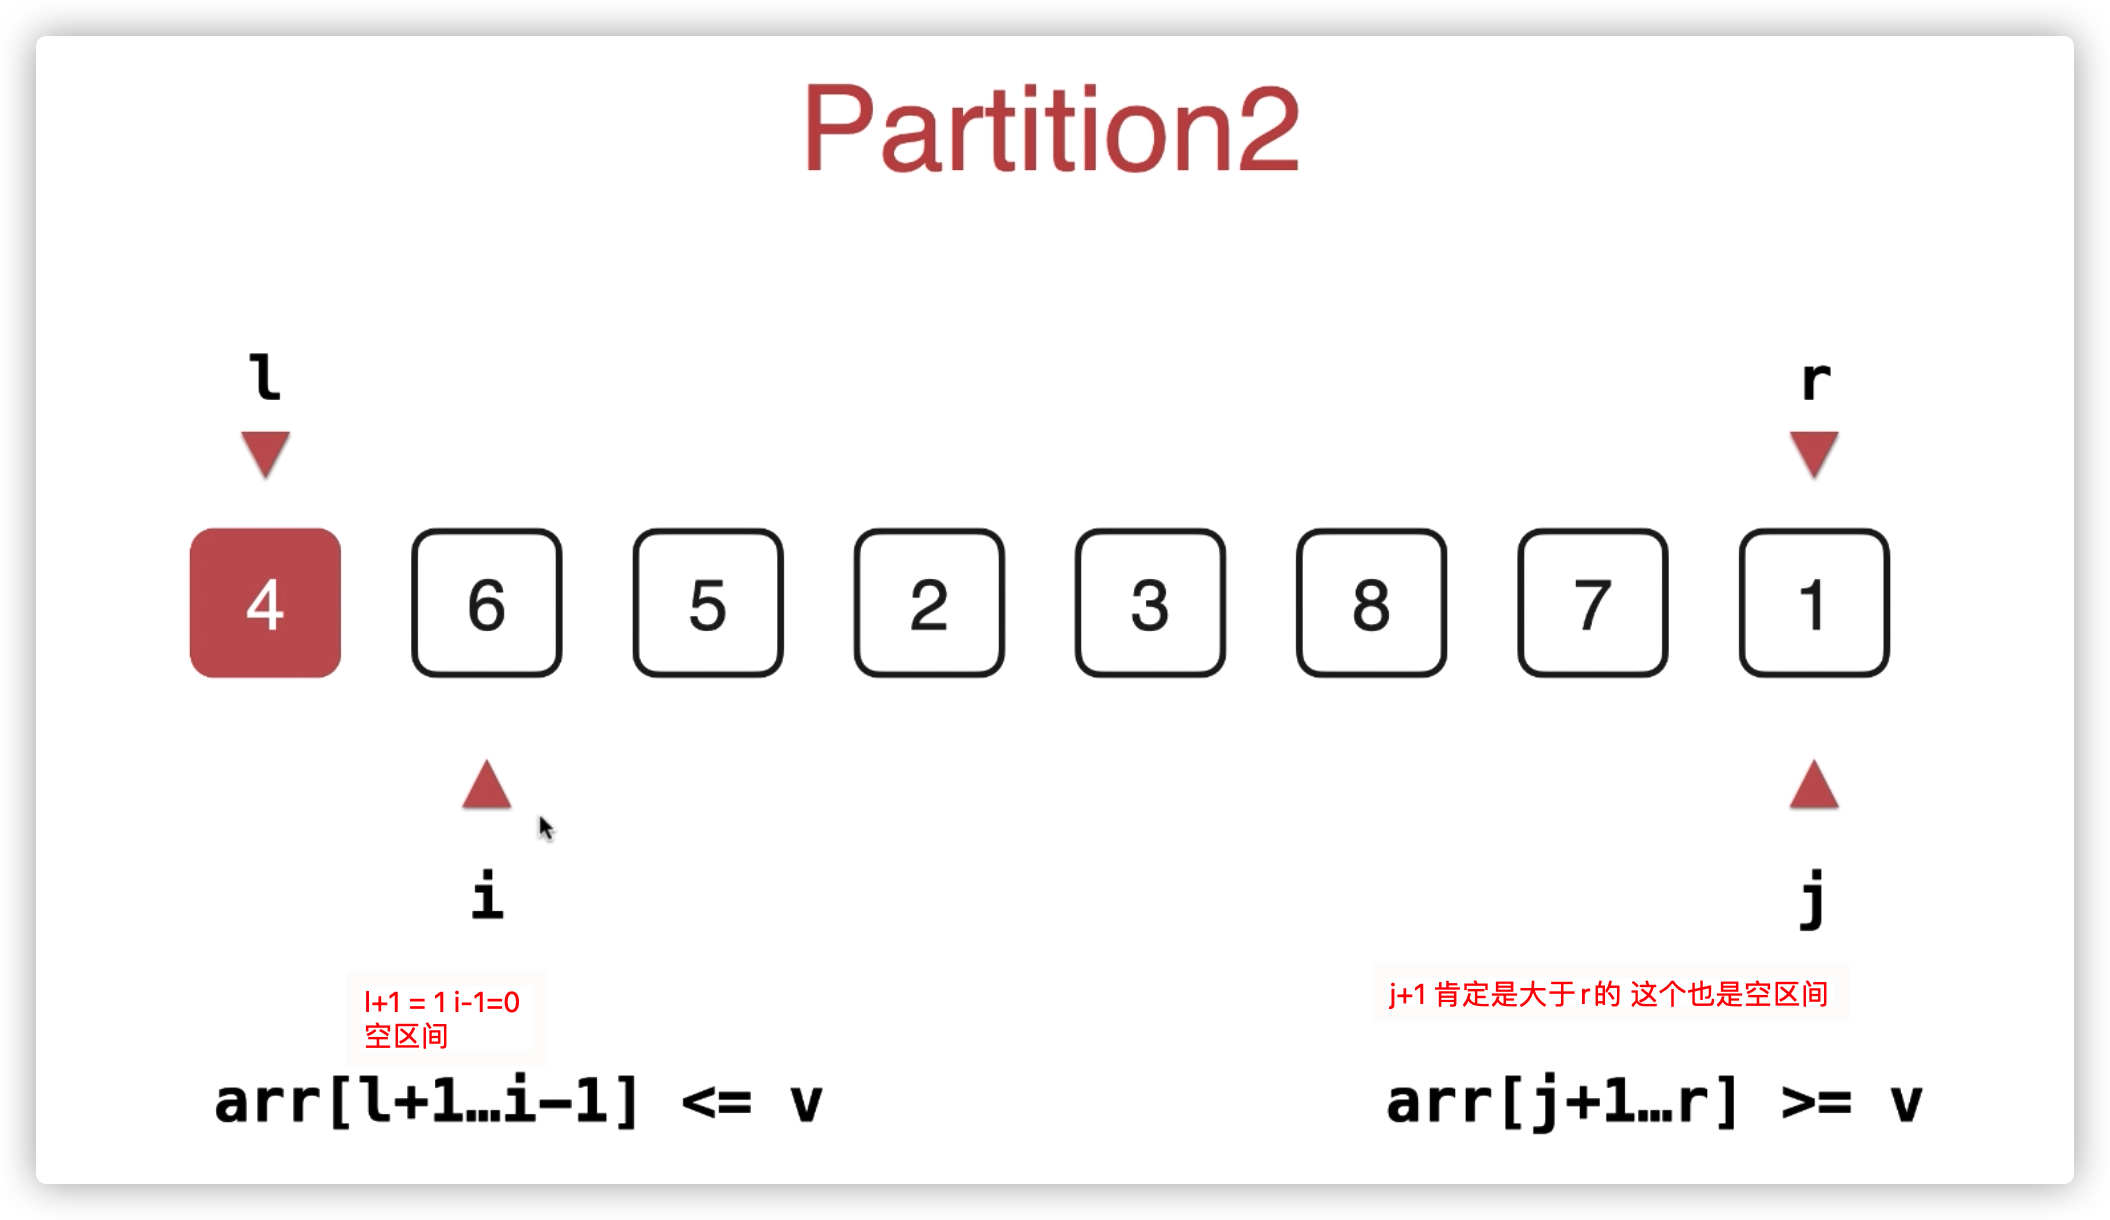 Partition2
l
r
4 6 5 2 3 8 7 1
i
j
l+1 = 1 i-1=0
空区间
j+1 肯定是大于r的 这个也是空区间
arr[l+1…i-1] <= v
arr[j+1…r] >= v